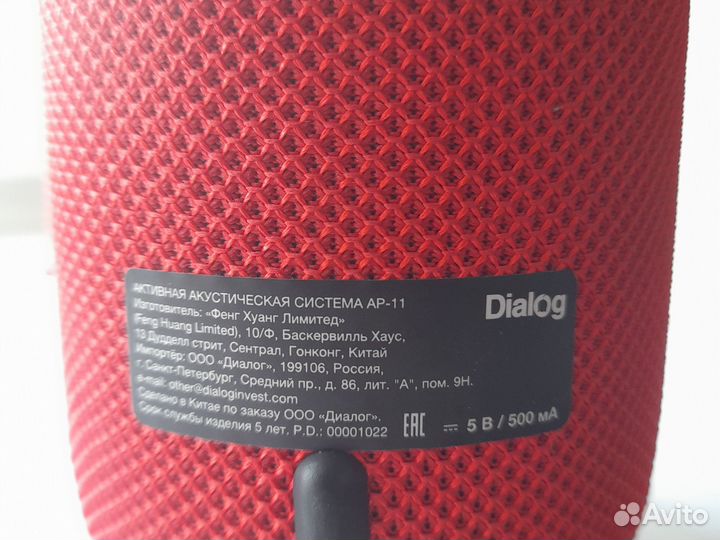 АКТИВНАЯ АКУСТИЧЕСКАЯ СИСТЕМА AP-11
Изготовитель: «Фенг Хуанг Лимитед»
(Feng Huang Limited), 10/Ф, Баскервилль Хаус,
13 Дудделл стрит, Сентрал, Гонконг, Китай
Импортёр: ООО «Диалог», 199106, Россия,
г. Санкт-Петербург, Средний пр., д. 86, лит. "А", пом. 9Н.
e-mail: other@dialoginvest.com
Сделано в Китае по заказу ООО «Диалог».
Срок службы изделия 5 лет. P.D.: 00001022
Dialog
EAC
5 В / 500 мА
Avito